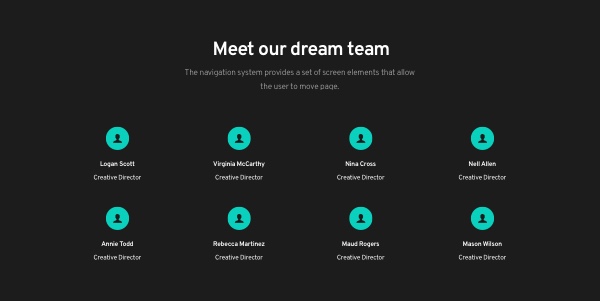 Meet our dream team
The navigation system provides a set of screen elements that allow
the user to move page.
Logan Scott
Creative Director
Virginia McCarthy
Creative Director
Nina Cross
Creative Director
Nell Allen
Creative Director
Annie Todd
Creative Director
Rebecca Martinez
Creative Director
Maud Rogers
Creative Director
Mason Wilson
Creative Director